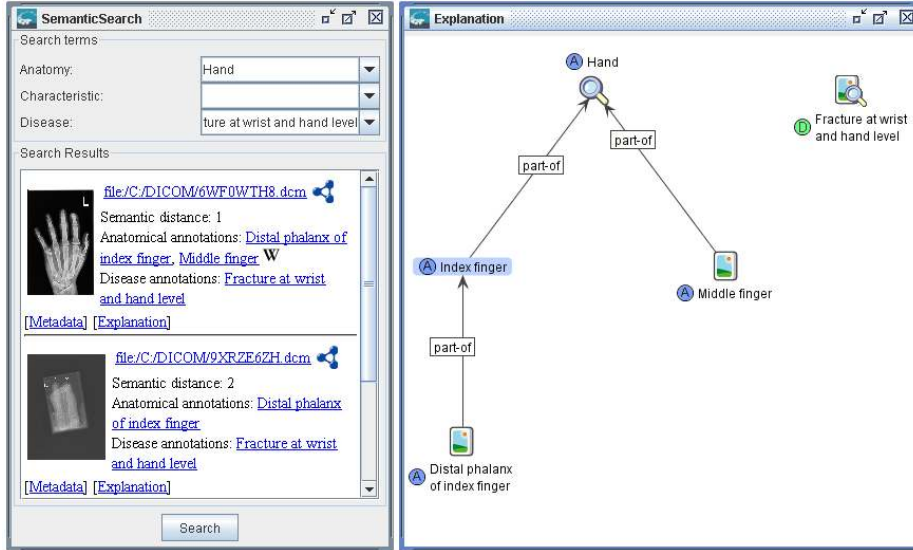 SemanticSearch
Search terms
Anatomy:
Hand
Characteristic:
Disease:
ture at wrist and hand level
Search Results
L
file:/C:/DICOM/6WF0WTH8.dcm
Semantic distance: 1
Anatomical annotations: Distal phalanx of
index finger, Middle finger W
Disease annotations: Fracture at wrist
and hand level
[Metadata] [Explanation]
file:/C:/DICOM/9XRZE6ZH.dcm
Semantic distance: 2
Anatomical annotations: Distal phalanx
of index finger
Disease annotations: Fracture at wrist
and hand level
[Metadata] [Explanation]
Search
Explanation
A Hand
D Fracture at wrist
and hand level
part-of
part-of
A Index finger
A Middle finger
part-of
A Distal phalanx
of index finger